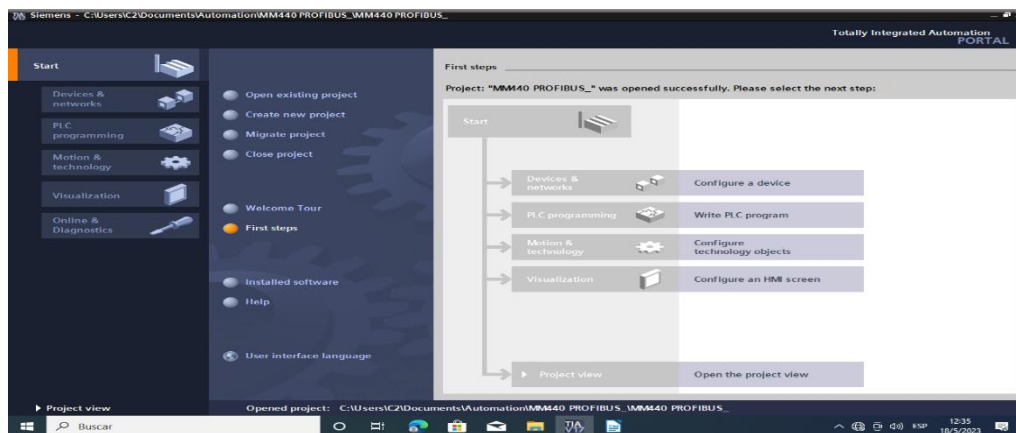 Siemens - C:\Users\C2\Documents\Automation\MM440 PROFIBUS_\MM440 PROFIBUS_
Totally Integrated Automation
PORTAL
Start
Devices &
networks
PLC
programming
Motion &
technology
Visualization
Online &
Diagnostics
Open existing project
Create new project
Migrate project
Close project
Welcome Tour
First steps
Installed software
Help
User interface language
First steps
Project: "MM440 PROFIBUS_" was opened successfully. Please select the next step:
Start
Devices &
networks
Configure a device
PLC programming
Write PLC program
Motion &
technology
Configure
technology objects
Visualization
Configure an HMI screen
Project view
Open the project view
Project view
Opened project: C:\Users\C2\Documents\Automation\MM440 PROFIBUS_\MM440 PROFIBUS_
Buscar
ESP
12:35
18/5/2023